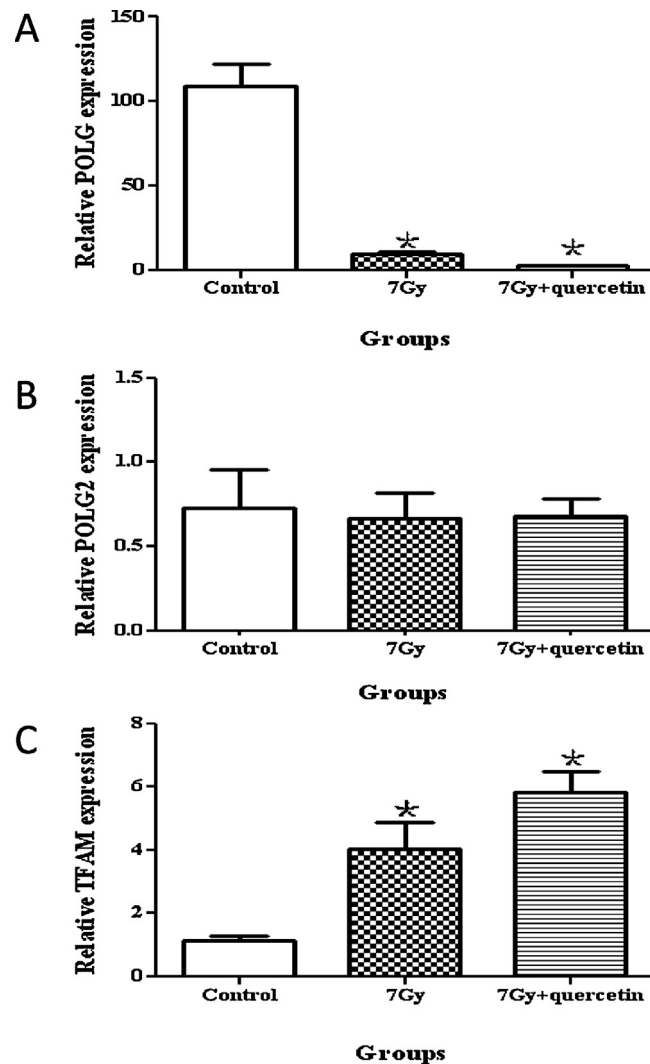 A
Relative POLG expression
150
100
50
0
*
*
Control 7Gy 7Gy+quercetin
Groups
B
Relative POLG2 expression
1.5
1.0
0.5
0.0
Control 7Gy 7Gy+quercetin
Groups
C
Relative TFAM expression
8
6
4
2
0
*
*
Control 7Gy 7Gy+quercetin
Groups